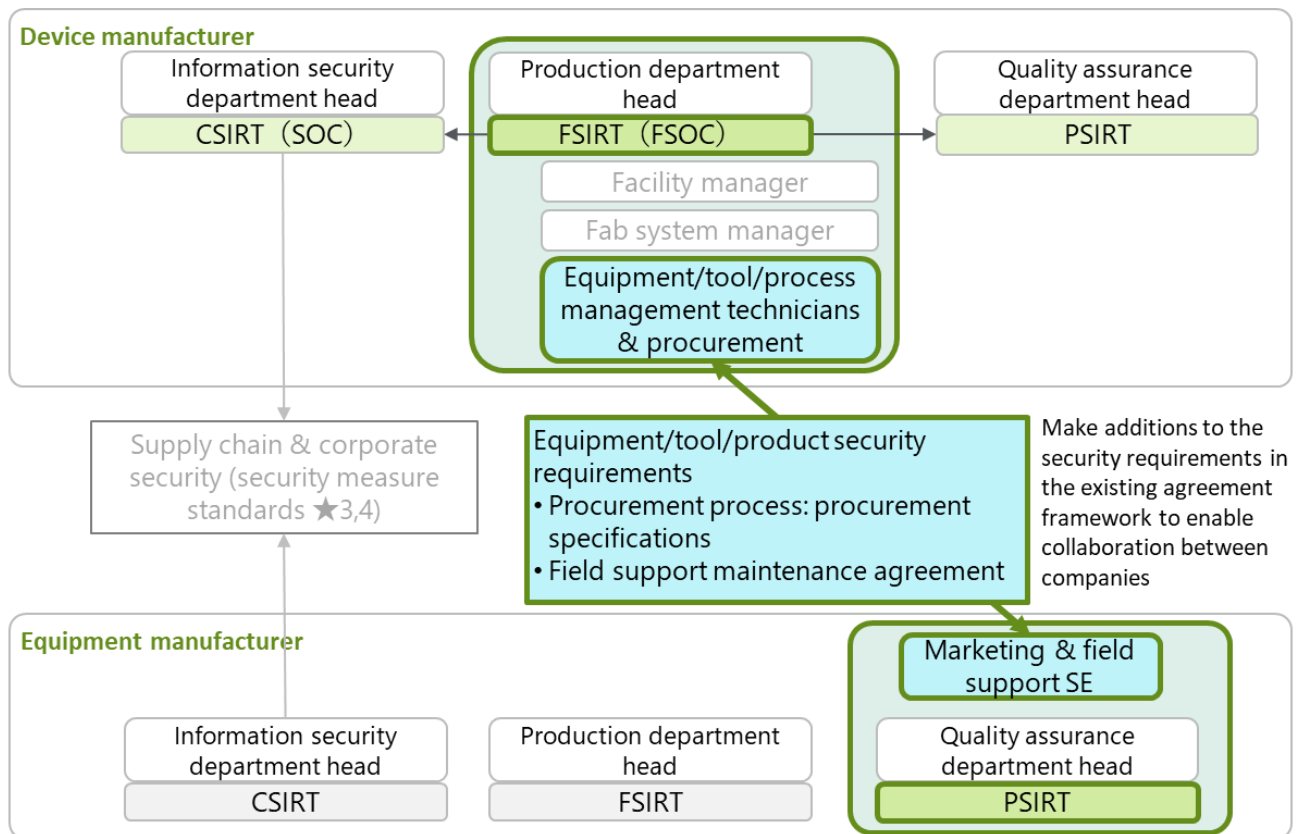 Device manufacturer
Information security
department head
CSIRT（SOC）
Production department
head
FSIRT（FSOC）
Facility manager
Fab system manager
Equipment/tool/process
management technicians
& procurement
Quality assurance
department head
PSIRT
Supply chain & corporate
security (security measure
standards ★3,4)
Equipment/tool/product security
requirements
• Procurement process: procurement
specifications
• Field support maintenance agreement
Make additions to the
security requirements in
the existing agreement
framework to enable
collaboration between
companies
Equipment manufacturer
Information security
department head
CSIRT
Production department
head
FSIRT
Marketing & field
support SE
Quality assurance
department head
PSIRT